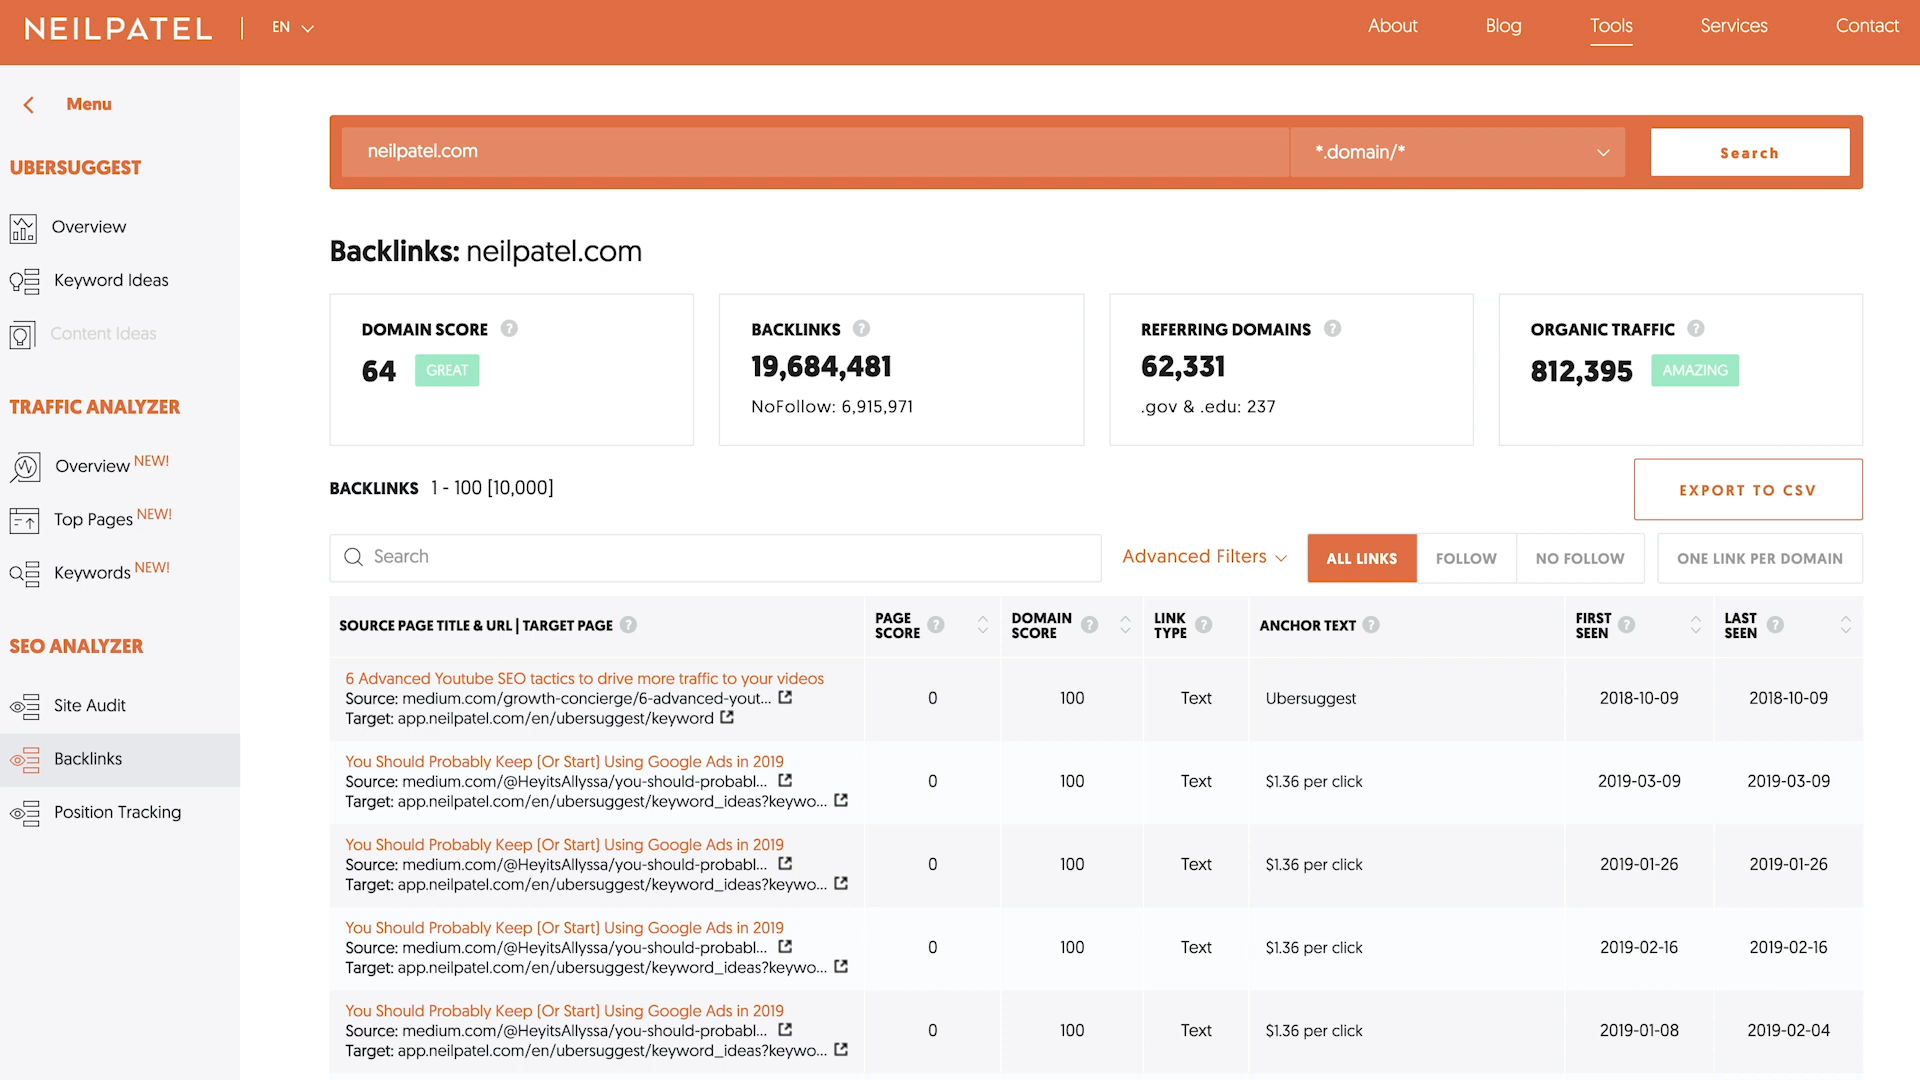 NEILPATEL
EN
About
Blog
Tools
Services
Contact
Menu
UBERSUGGEST
Overview
Keyword Ideas
Content Ideas
TRAFFIC ANALYZER
Overview NEW!
Top Pages NEW!
Keywords NEW!
SEO ANALYZER
Site Audit
Backlinks
Position Tracking
neilpatel.com
*.domain/*
Search
Backlinks: neilpatel.com
DOMAIN SCORE ?
64 GREAT
BACKLINKS ?
19,684,481
NoFollow: 6,915,971
REFERRING DOMAINS ?
62,331
.gov & .edu: 237
ORGANIC TRAFFIC ?
812,395 AMAZING
BACKLINKS 1 - 100 [10,000]
EXPORT TO CSV
Search
Advanced Filters
ALL LINKS
FOLLOW
NO FOLLOW
ONE LINK PER DOMAIN
SOURCE PAGE TITLE & URL | TARGET PAGE ?
PAGE SCORE ?
DOMAIN SCORE ?
LINK TYPE ?
ANCHOR TEXT ?
FIRST SEEN ?
LAST SEEN ?
6 Advanced Youtube SEO tactics to drive more traffic to your videos
Source: medium.com/growth-concierge/6-advanced-yout...
Target: app.neilpatel.com/en/ubersuggest/keyword
0 100 Text Ubersuggest 2018-10-09 2018-10-09
You Should Probably Keep (Or Start) Using Google Ads in 2019
Source: medium.com/@HeyitsAllyssa/you-should-probabl...
Target: app.neilpatel.com/en/ubersuggest/keyword_ideas?keywo...
0 100 Text $1.36 per click 2019-03-09 2019-03-09
You Should Probably Keep (Or Start) Using Google Ads in 2019
Source: medium.com/@HeyitsAllyssa/you-should-probabl...
Target: app.neilpatel.com/en/ubersuggest/keyword_ideas?keywo...
0 100 Text $1.36 per click 2019-01-26 2019-01-26
You Should Probably Keep (Or Start) Using Google Ads in 2019
Source: medium.com/@HeyitsAllyssa/you-should-probabl...
Target: app.neilpatel.com/en/ubersuggest/keyword_ideas?keywo...
0 100 Text $1.36 per click 2019-02-16 2019-02-16
You Should Probably Keep (Or Start) Using Google Ads in 2019
Source: medium.com/@HeyitsAllyssa/you-should-probabl...
Target: app.neilpatel.com/en/ubersuggest/keyword_ideas?keywo...
0 100 Text $1.36 per click 2019-01-08 2019-02-04